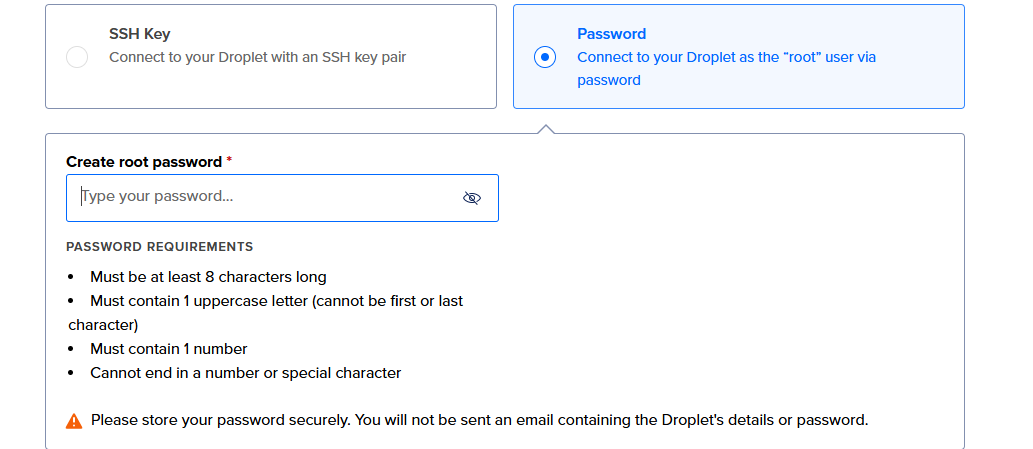 SSH Key
Connect to your Droplet with an SSH key pair
Password
Connect to your Droplet as the “root” user via
password
Create root password *
Type your password...
PASSWORD REQUIREMENTS
• Must be at least 8 characters long
• Must contain 1 uppercase letter (cannot be first or last
character)
• Must contain 1 number
• Cannot end in a number or special character
Please store your password securely. You will not be sent an email containing the Droplet's details or password.